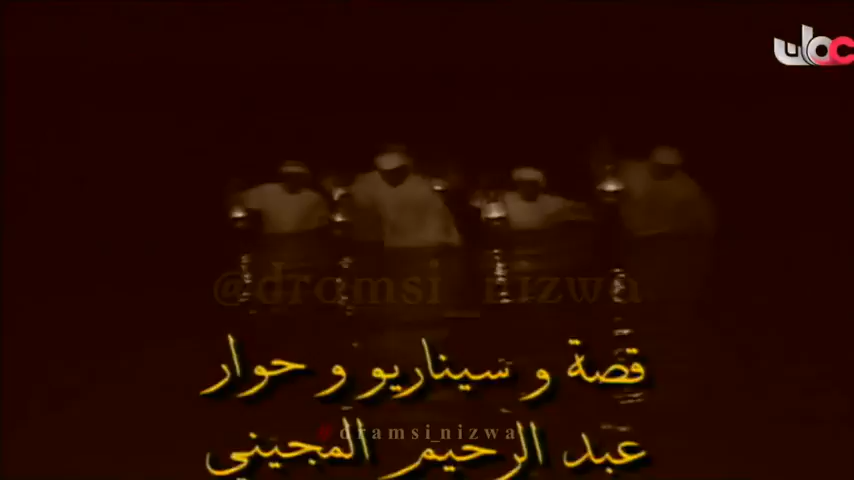 @dramsi_nizwa
قصة و سيناريو و حوار
dramsi_nizwa
عبد الرحيم المجيني